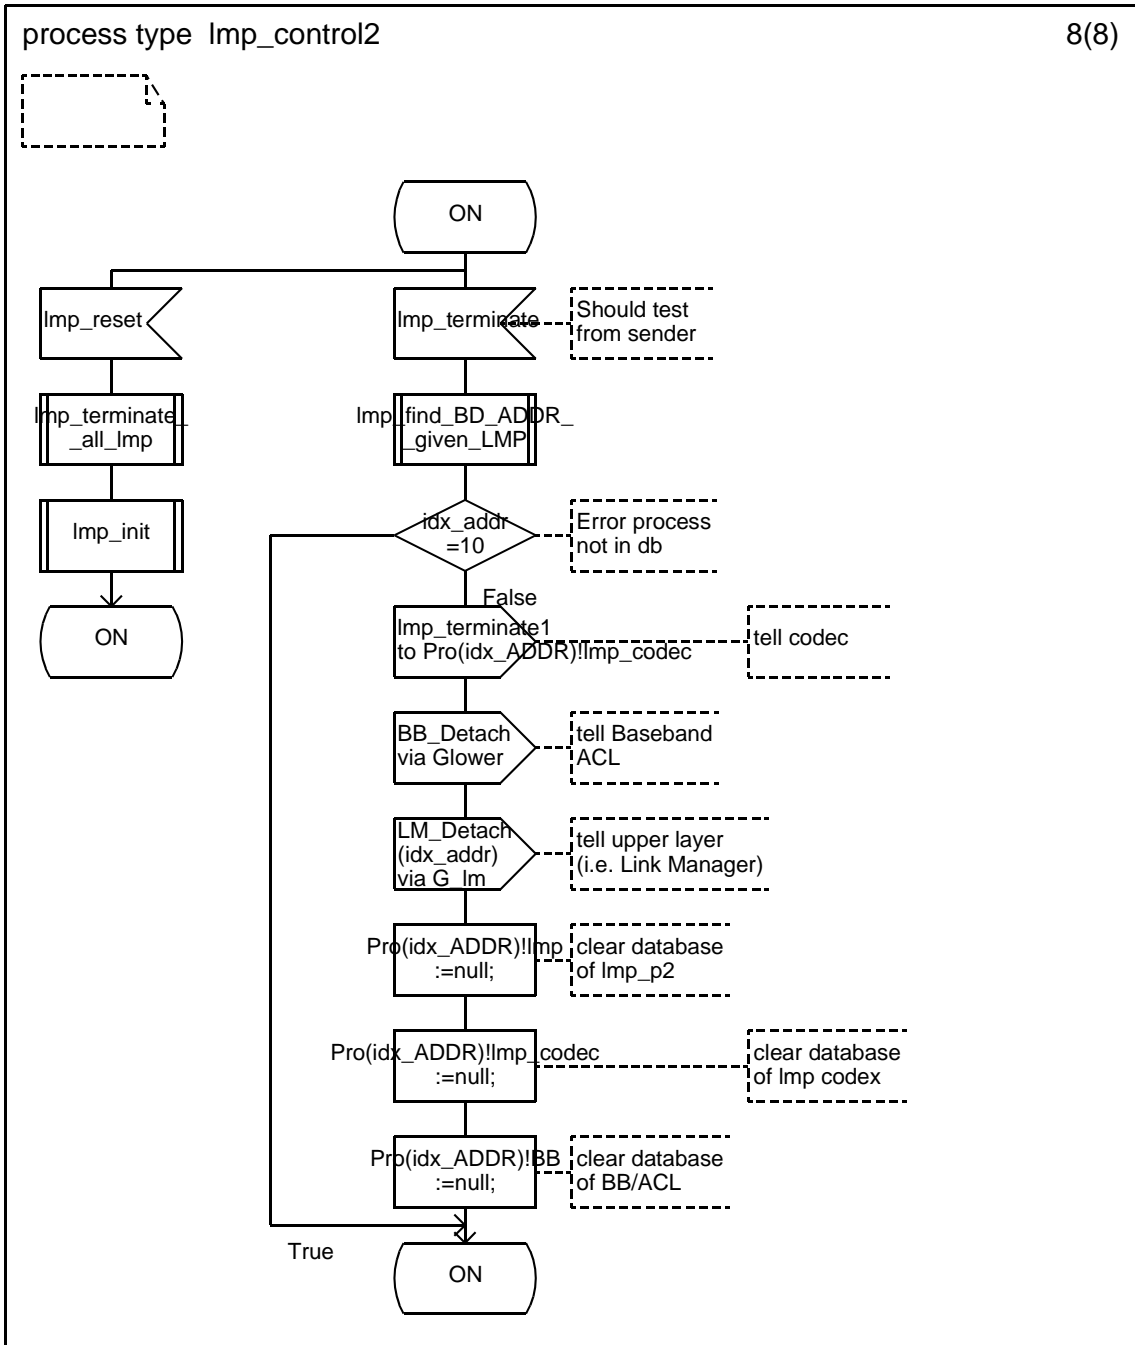 process type lmp_control2
8(8)
ON
lmp_reset
lmp_terminate
Should test
from sender
lmp_terminate_
_all_lmp
lmp_find_BD_ADDR_
_given_LMP
lmp_init
idx_addr
=10
Error process
not in db
False
ON
lmp_terminate1
to Pro(idx_ADDR)!lmp_codec
tell codec
BB_Detach
via Glower
tell Baseband
ACL
LM_Detach
(idx_addr)
via G_lm
tell upper layer
(i.e. Link Manager)
Pro(idx_ADDR)!lmp
:=null;
clear database
of lmp_p2
Pro(idx_ADDR)!lmp_codec
:=null;
clear database
of lmp codex
Pro(idx_ADDR)!BB
:=null;
clear database
of BB/ACL
True
ON